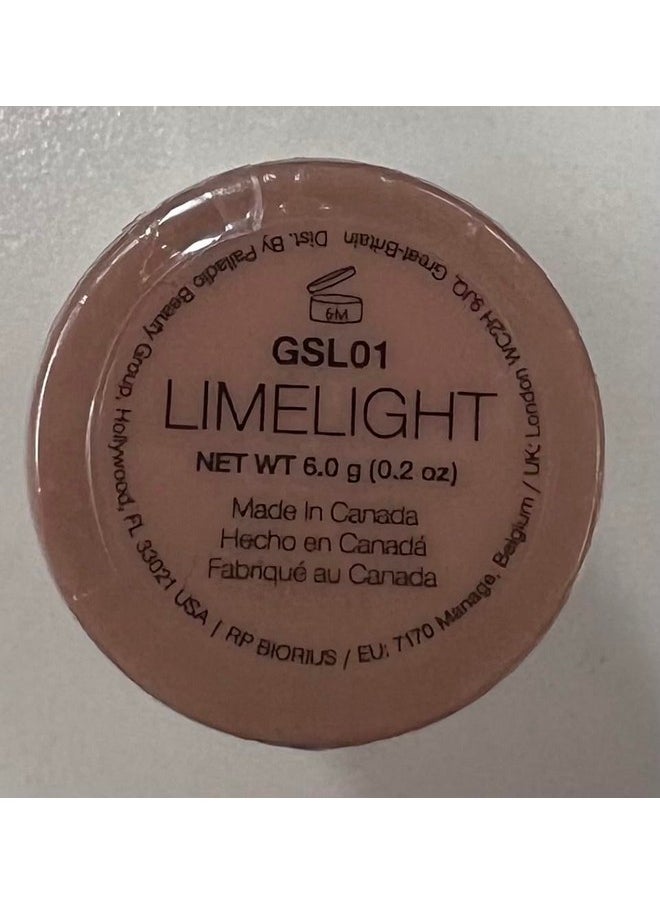 6M
GSL01
LIMELIGHT
NET WT 6.0 g (0.2 oz)
Made In Canada
Hecho en Canadá
Fabriqué au Canada
Dist. By Palladio Beauty Group, Hollywood, FL 33021 USA / RP BIORIUS / EU: 7170 Manage, Belgium / UK: London WC2H 9JQ, Great-Britain